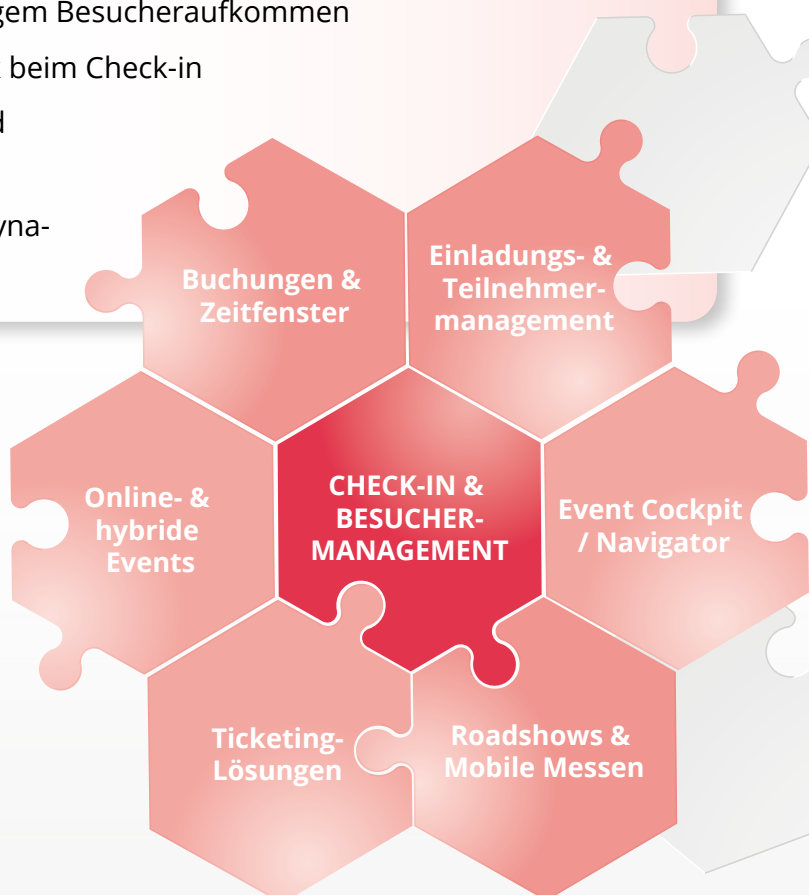 gem Besucheraufkommen
beim Check-in
yna-
Buchungen &
Zeitfenster
Einladungs- &
Teilnehmer-
management
Online- &
hybride
Events
CHECK-IN &
BESUCHER-
MANAGEMENT
Event Cockpit
/ Navigator
Ticketing-
Lösungen
Roadshows &
Mobile Messen